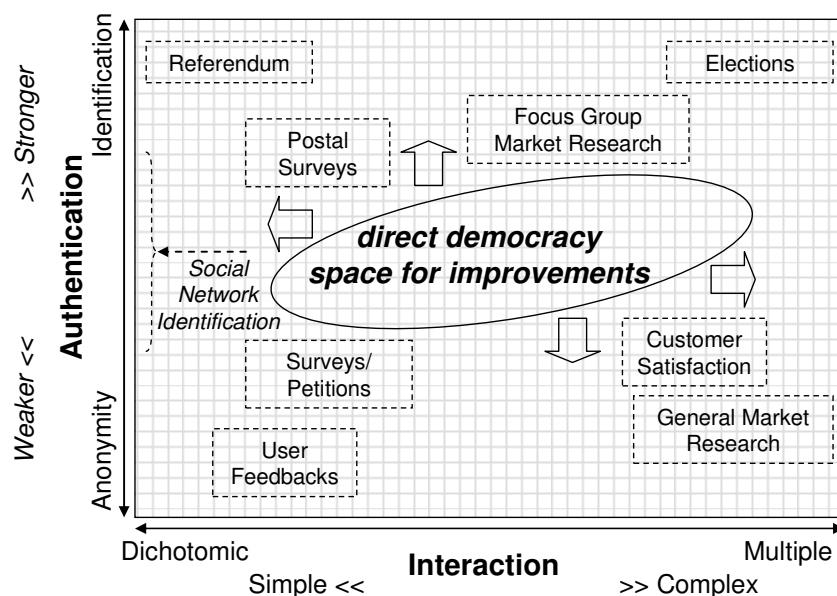 Referendum
Elections
Focus Group
Market Research
Postal
Surveys
direct democracy
space for improvements
Social
Network
Identification
Surveys/
Petitions
Customer
Satisfaction
General Market
Research
User
Feedbacks
Identification
Anonymity
Authentication
>> Stronger
Weaker <<
Dichotomic
Interaction
Multiple
Simple <<
>> Complex